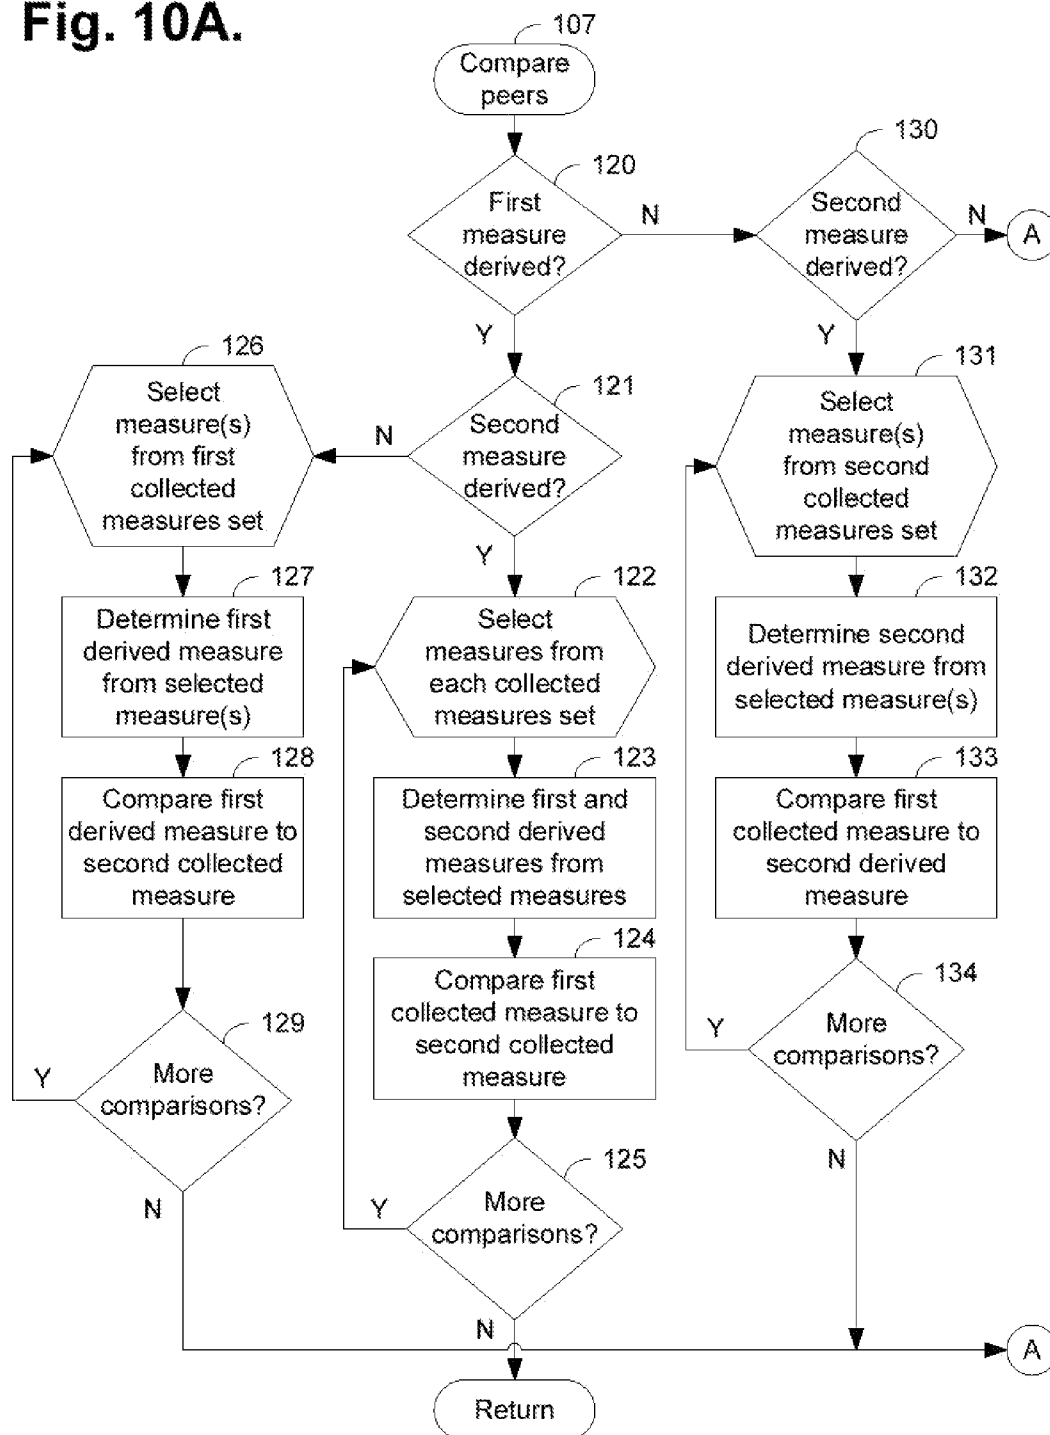 Fig. 10A.
107
Compare
peers
120
First
measure
derived?
N
130
Second
measure
derived?
N
A
Y
Y
126
Select
measure(s)
from first
collected
measures set
N
121
Second
measure
derived?
131
Select
measure(s)
from second
collected
measures set
Y
127
Determine first
derived measure
from selected
measure(s)
122
Select
measures from
each collected
measures set
132
Determine second
derived measure from
selected measure(s)
128
Compare first
derived measure to
second collected
measure
123
Determine first and
second derived
measures from
selected measures
133
Compare first
collected measure to
second derived
measure
124
Compare first
collected measure to
second collected
measure
134
More
comparisons?
Y
N
129
More
comparisons?
Y
N
125
More
comparisons?
Y
N
A
Return